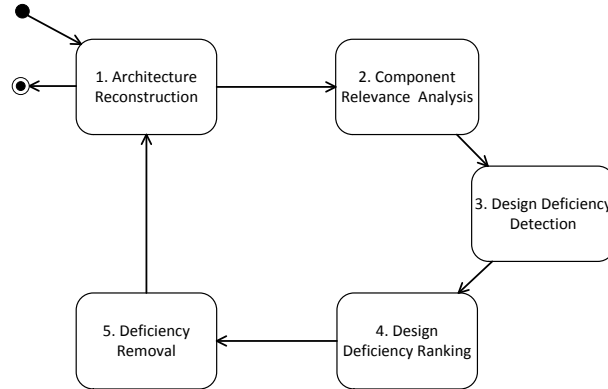 1. Architecture
Reconstruction
2. Component
Relevance Analysis
3. Design Deficiency
Detection
4. Design
Deficiency Ranking
5. Deficiency
Removal